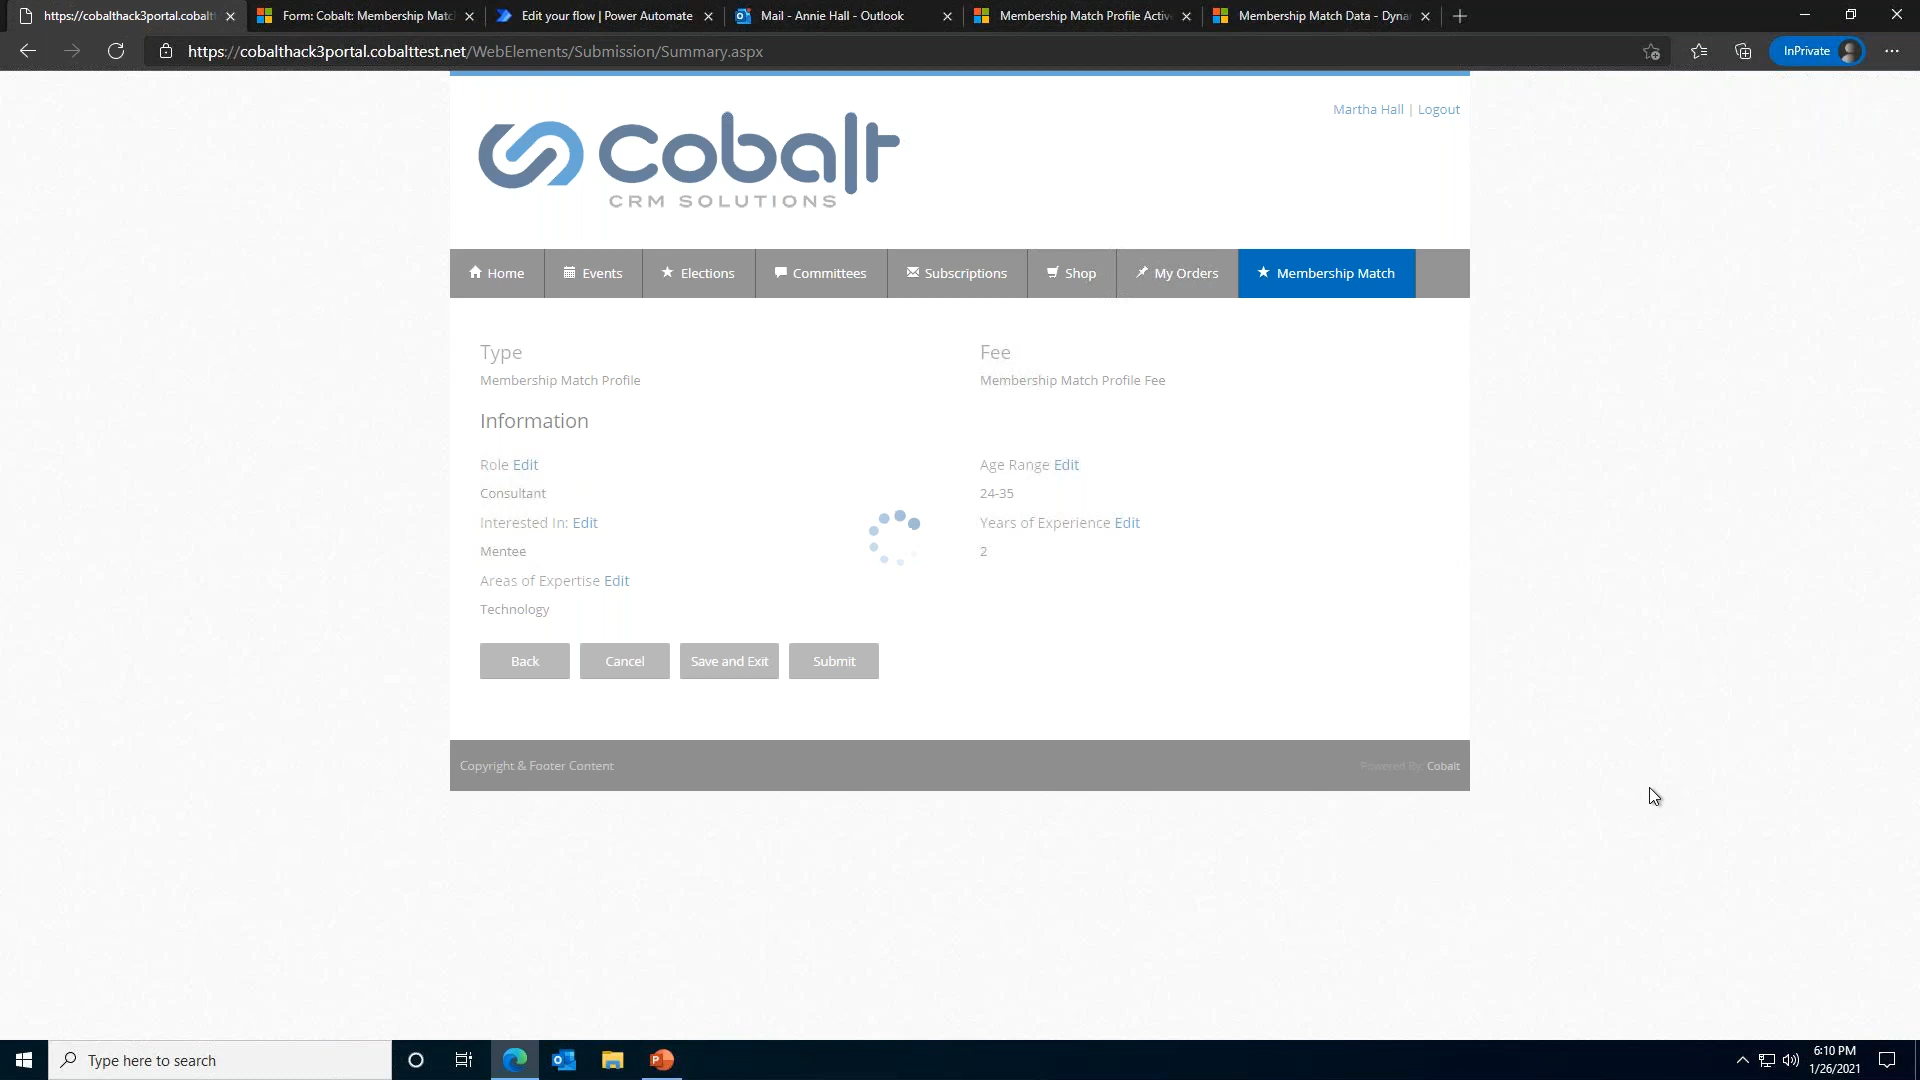 https://cobalthack3portal.cobalt
Form: Cobalt: Membership Matc
Edit your flow | Power Automate
Mail - Annie Hall - Outlook
Membership Match Profile Active
Membership Match Data - Dyna
https://cobalthack3portal.cobalttest.net/WebElements/Submission/Summary.aspx
InPrivate
Martha Hall | Logout
Cobalt
CRM SOLUTIONS
Home
Events
Elections
Committees
Subscriptions
Shop
My Orders
Membership Match
Type
Fee
Membership Match Profile
Membership Match Profile Fee
Information
Role Edit
Age Range Edit
Consultant
24-35
Interested In: Edit
Years of Experience Edit
Mentee
2
Areas of Expertise Edit
Technology
Back
Cancel
Save and Exit
Submit
Copyright & Footer Content
Powered By: Cobalt
Type here to search
6:10 PM
1/26/2021